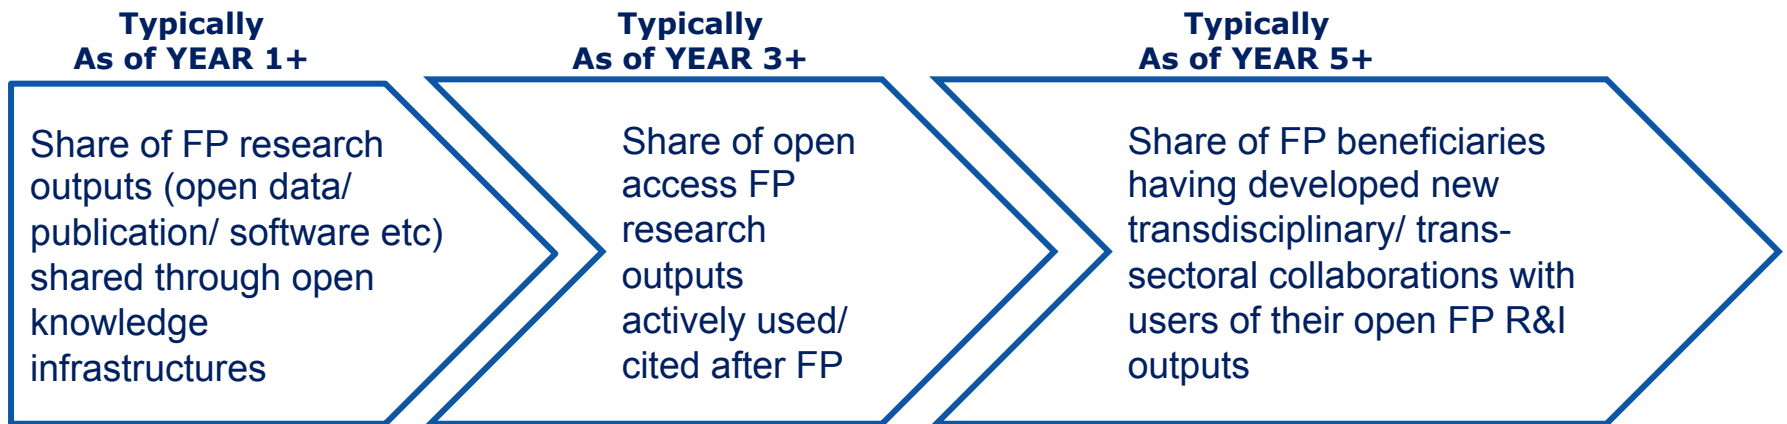 Typically
As of YEAR 1+
Share of FP research
outputs (open data/
publication/ software etc)
shared through open
knowledge
infrastructures
Typically
As of YEAR 3+
Share of open
access FP
research
outputs
actively used/
cited after FP
Typically
As of YEAR 5+
Share of FP beneficiaries
having developed new
transdisciplinary/ trans-
sectoral collaborations with
users of their open FP R&I
outputs